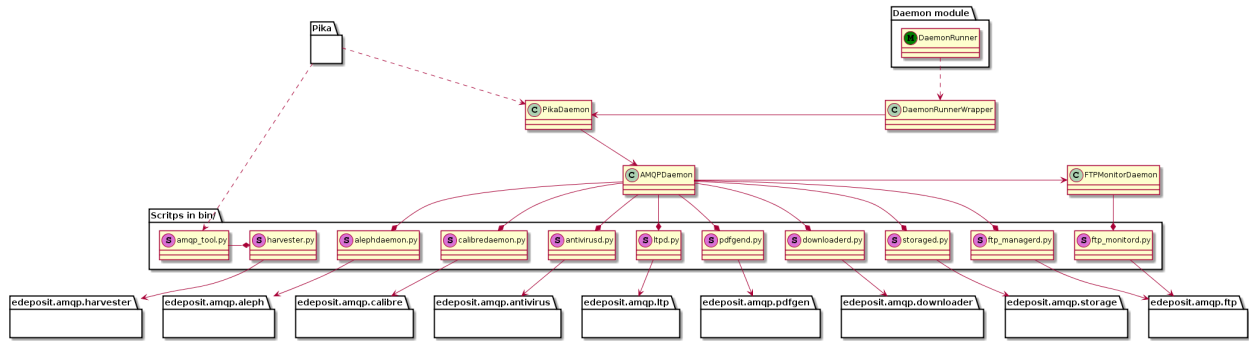 Daemon module
Pika
M DaemonRunner
C PikaDaemon
C DaemonRunnerWrapper
C AMQPDaemon
C FTPMonitorDaemon
Scritps in bin/
S amqp_tool.py
S harvester.py
S alephdaemon.py
S calibredaemon.py
S antivirusd.py
S ltpd.py
S pdfgend.py
S downloaderd.py
S storaged.py
S ftp_managerd.py
S ftp_monitord.py
edeposit.amqp.harvester
edeposit.amqp.aleph
edeposit.amqp.calibre
edeposit.amqp.antivirus
edeposit.amqp.ltp
edeposit.amqp.pdfgen
edeposit.amqp.downloader
edeposit.amqp.storage
edeposit.amqp.ftp